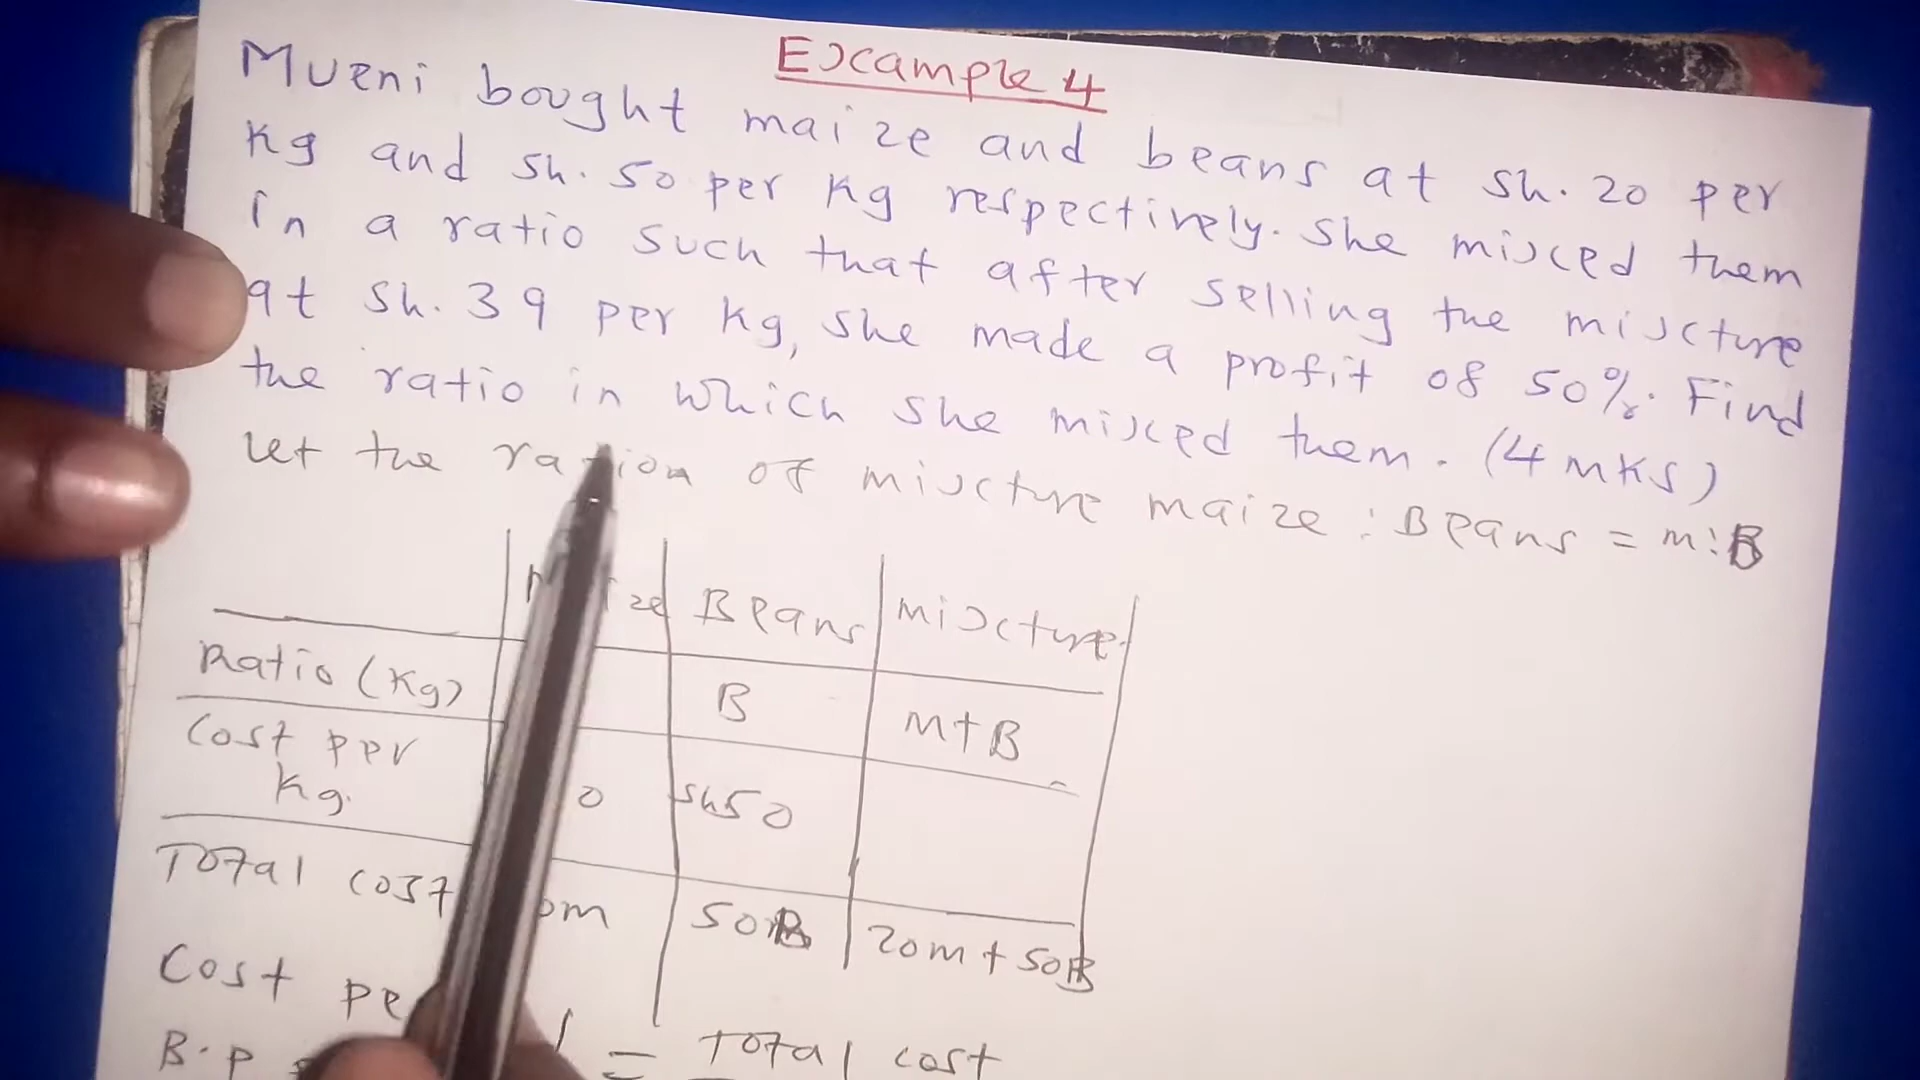 Example 4
Mueni bought maize and beans at sh. 20 per
kg and sh. 50 per kg respectively. She mixed them
in a ratio such that after selling the mixture
at sh. 39 per kg, she made a profit of 50%. Find
the ratio in which she mixed them. (4 mks)
Let the of mixture maize : Beans = m:B
Beans mixture
Ratio (kg) B m+B
Cost per sh50
kg.
Total cost 50B 20m + 50B
Cost
B.p = Total cost